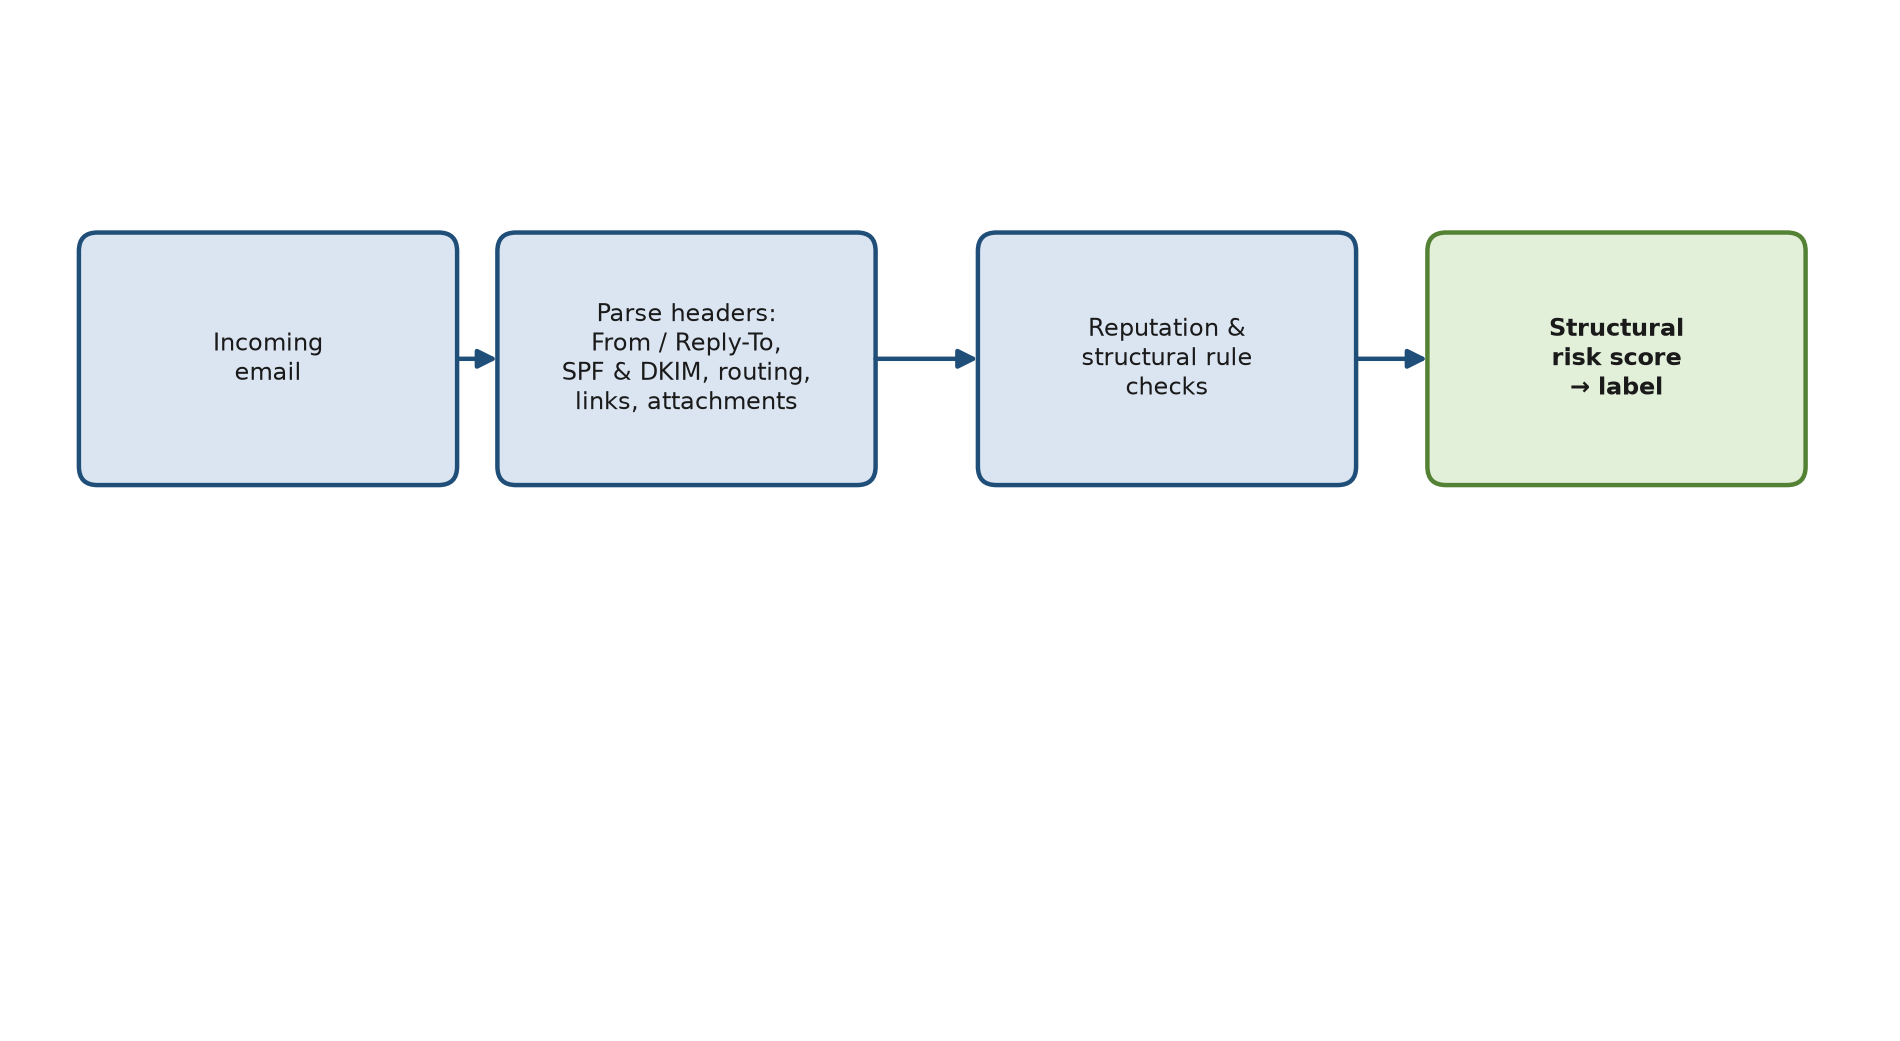 Incoming
email
Parse headers:
From / Reply-To,
SPF & DKIM, routing,
links, attachments
Reputation &
structural rule
checks
Structural
risk score
→ label